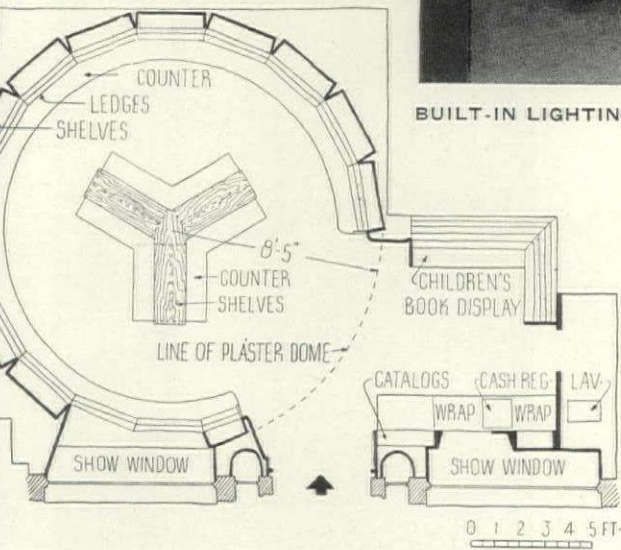 COUNTER
LEDGES
SHELVES
BUILT-IN LIGHTIN
8'-5"
COUNTER
SHELVES
CHILDREN'S
BOOK DISPLAY
LINE OF PLASTER DOME
CATALOGS
CASH REG.
LAV.
WRAP
WRAP
SHOW WINDOW
SHOW WINDOW
0 1 2 3 4 5 FT.